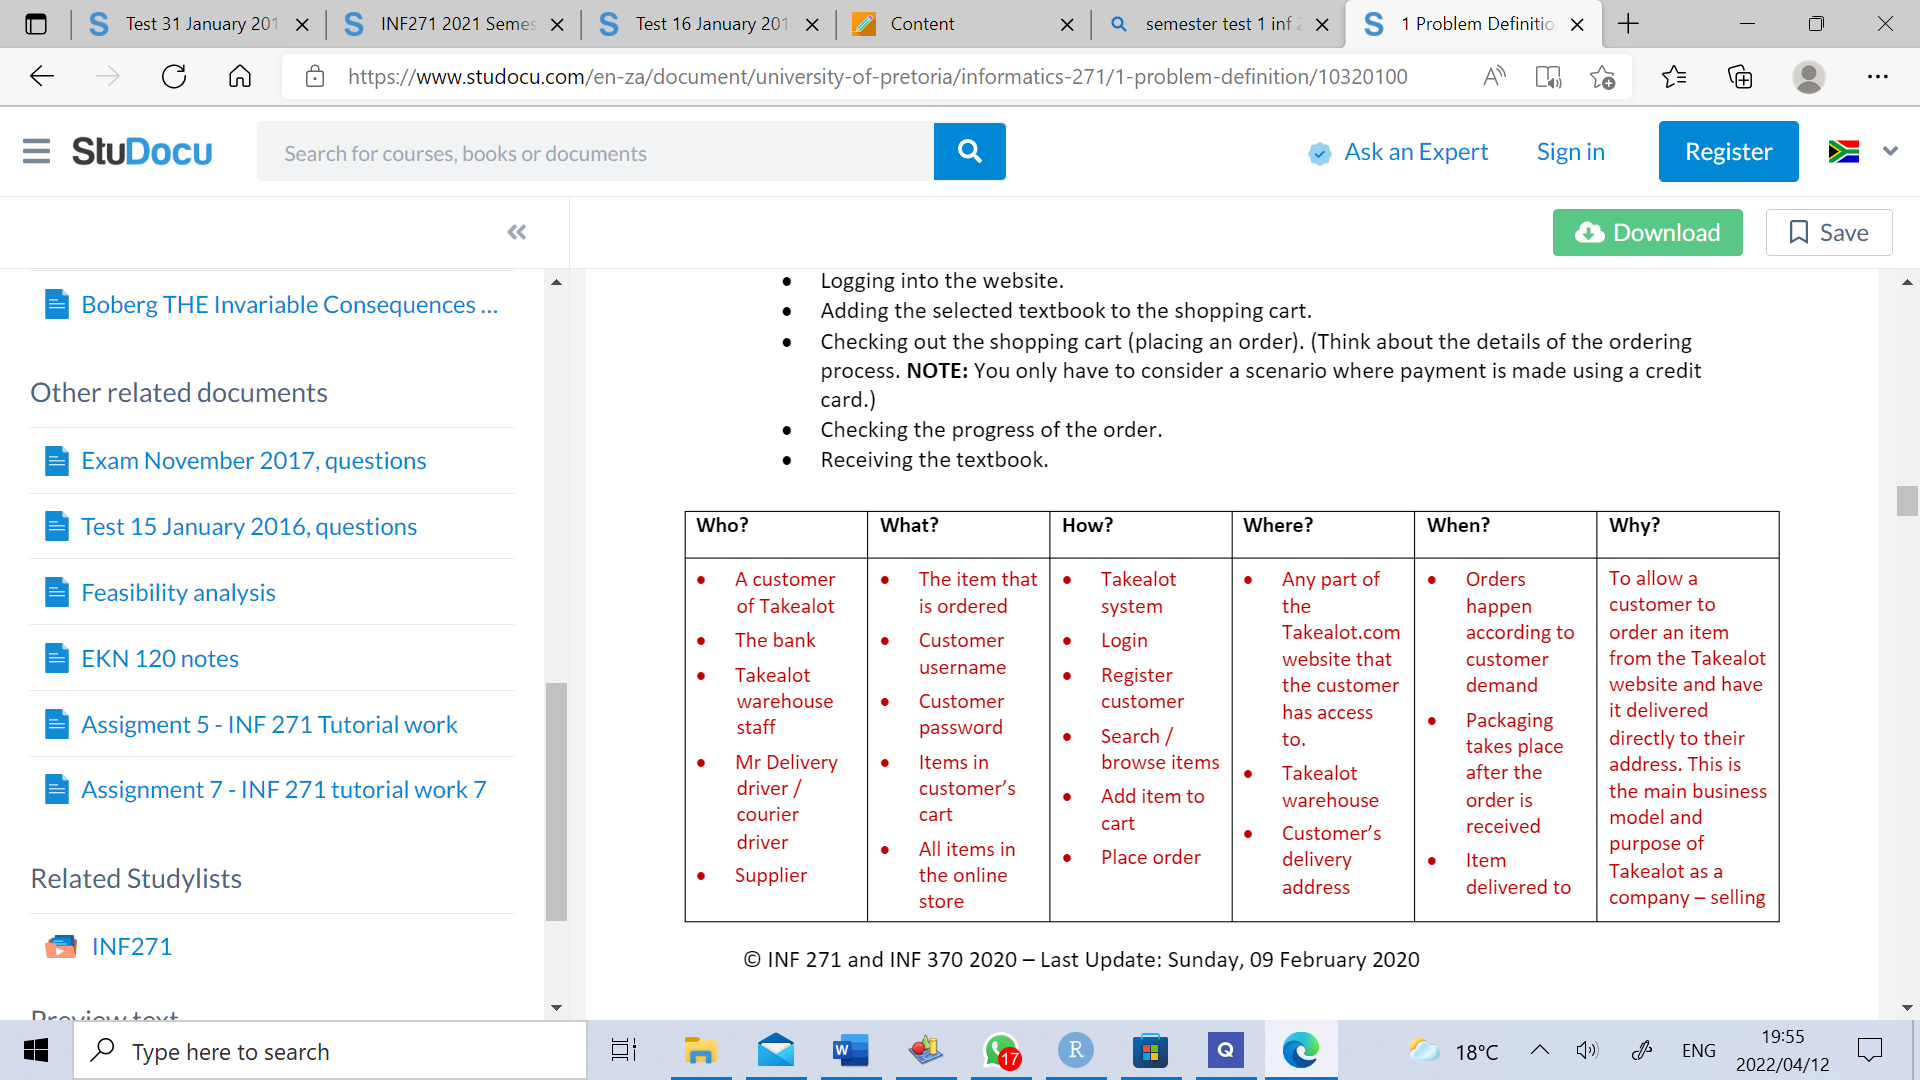 Test 31 January 201
INF271 2021 Semes
Test 16 January 201
Content
semester test 1 inf 2
1 Problem Definitio
https://www.studocu.com/en-za/document/university-of-pretoria/informatics-271/1-problem-definition/10320100
StuDocu
Search for courses, books or documents
Ask an Expert
Sign in
Register
Download
Save
Boberg THE Invariable Consequences ...
Other related documents
Exam November 2017, questions
Test 15 January 2016, questions
Feasibility analysis
EKN 120 notes
Assigment 5 - INF 271 Tutorial work
Assignment 7 - INF 271 tutorial work 7
Related Studylists
INF271
Preview text
• Logging into the website.
• Adding the selected textbook to the shopping cart.
• Checking out the shopping cart (placing an order). (Think about the details of the ordering
process. NOTE: You only have to consider a scenario where payment is made using a credit
card.)
• Checking the progress of the order.
• Receiving the textbook.
Who?
• A customer
of Takealot
• The bank
• Takealot
warehouse
staff
• Mr Delivery
driver /
courier
driver
• Supplier
What?
• The item that
is ordered
• Customer
username
• Customer
password
• Items in
customer's
cart
• All items in
the online
store
How?
• Takealot
system
• Login
• Register
customer
• Search /
browse items
• Add item to
cart
• Place order
Where?
• Any part of
the
Takealot.com
website that
the customer
has access
to.
• Takealot
warehouse
• Customer's
delivery
address
When?
• Orders
happen
according to
customer
demand
• Packaging
takes place
after the
order is
received
• Item
delivered to
Why?
To allow a
customer to
order an item
from the Takealot
website and have
it delivered
directly to their
address. This is
the main business
model and
purpose of
Takealot as a
company – selling
© INF 271 and INF 370 2020 – Last Update: Sunday, 09 February 2020
Type here to search
W
17
R
Q
18°C
ENG
19:55
2022/04/12